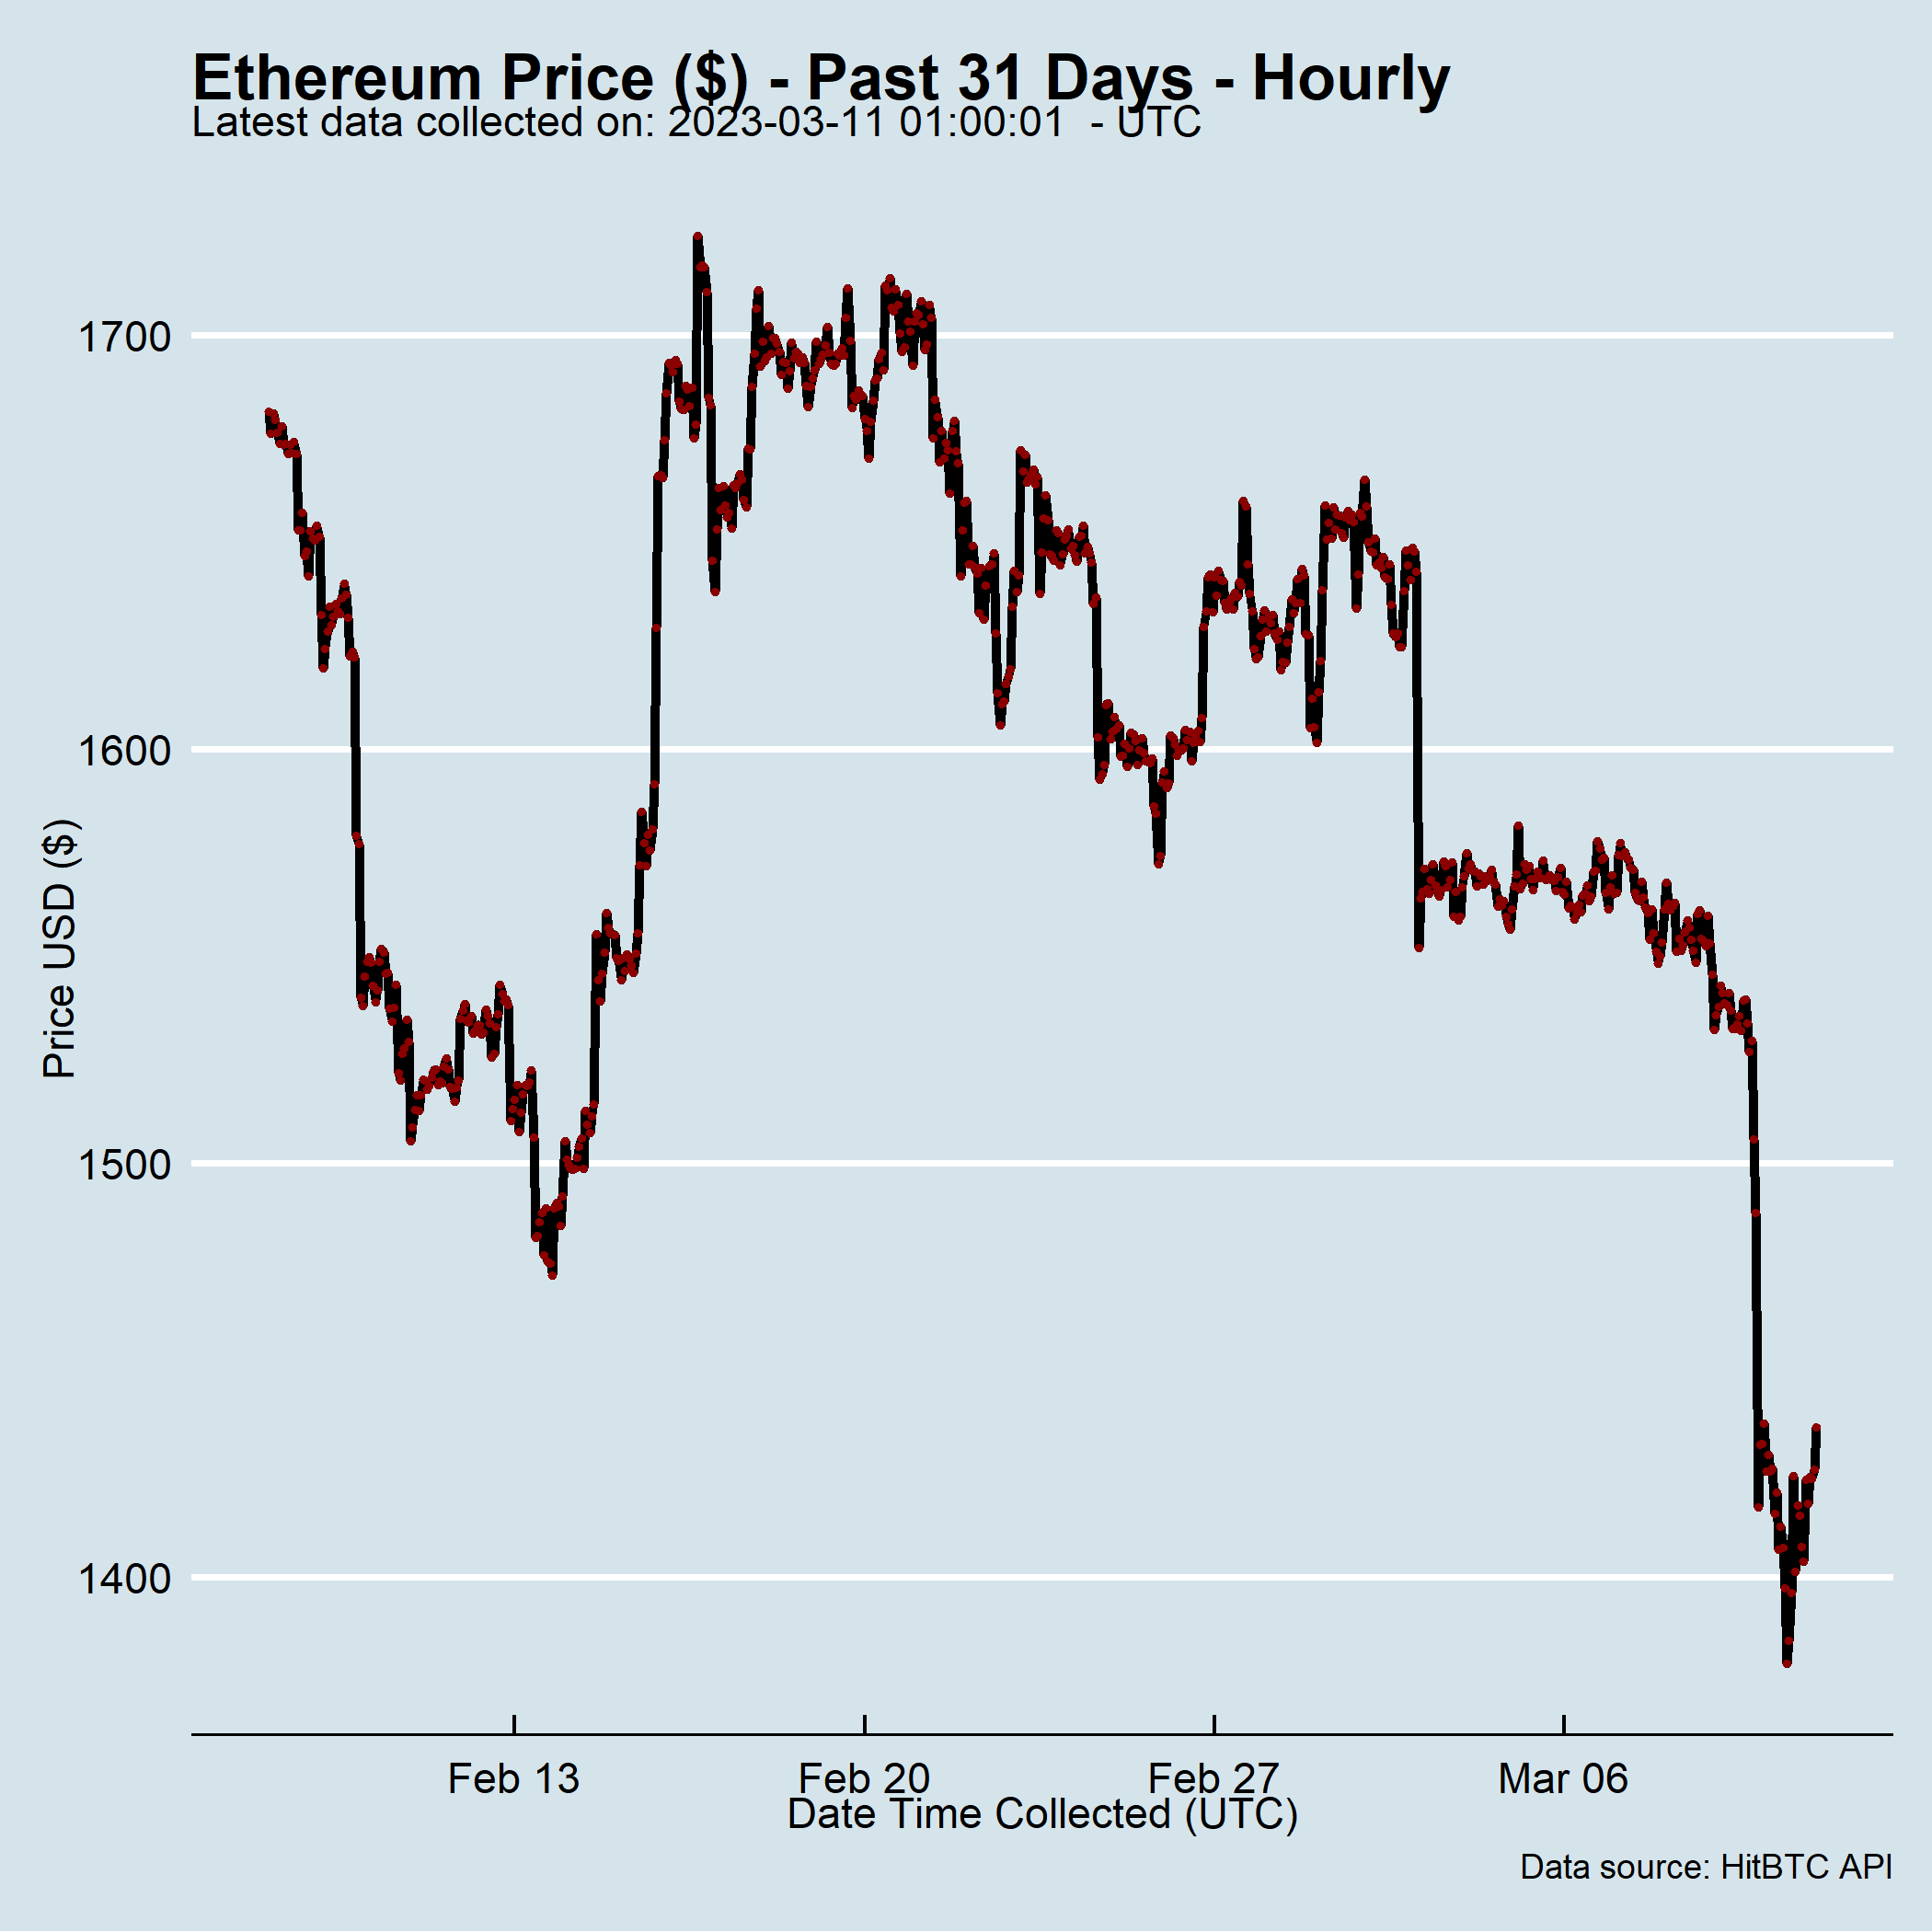 Ethereum Price ($) - Past 31 Days - Hourly
Latest data collected on: 2023-03-11 01:00:01  - UTC
1700
1600
1500
1400
Price USD ($)
Feb 13
Feb 20
Feb 27
Mar 06
Date Time Collected (UTC)
Data source: HitBTC API